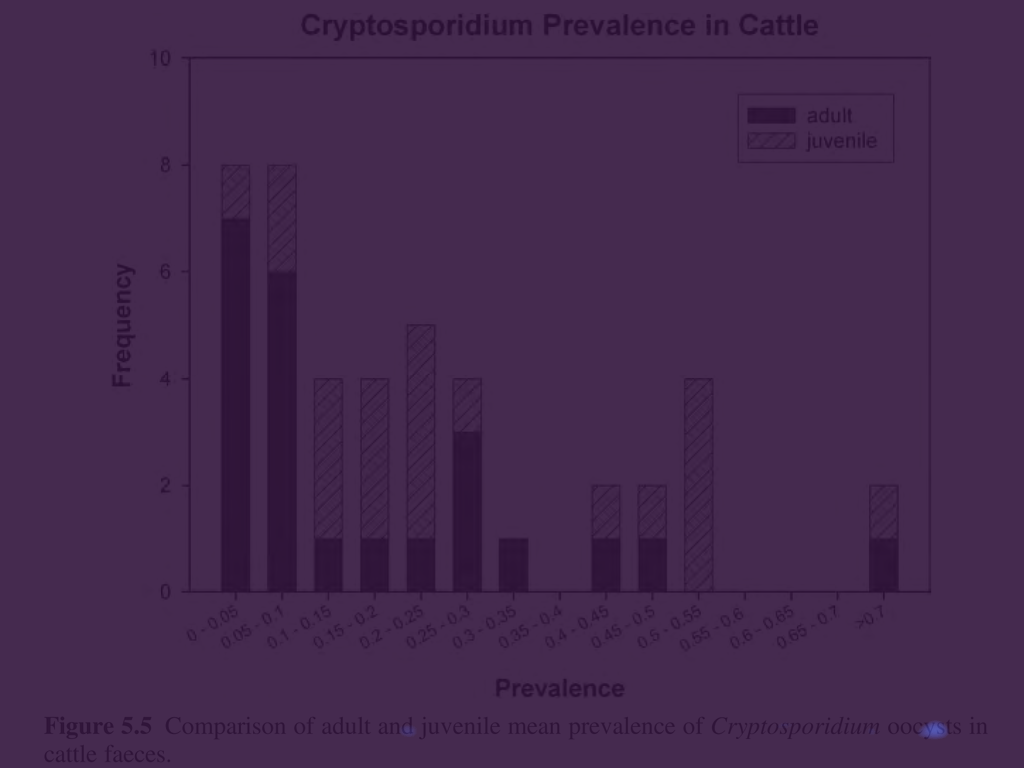 Cryptosporidium Prevalence in Cattle
10
adult
juvenile
8
6
Frequency
4
2
0
0 - 0.05
0.05 - 0.1
0.1 - 0.15
0.15 - 0.2
0.2 - 0.25
0.25 - 0.3
0.3 - 0.35
0.35 - 0.4
0.4 - 0.45
0.45 - 0.5
0.5 - 0.55
0.55 - 0.6
0.6 - 0.65
0.65 - 0.7
>0.7
Prevalence
Figure 5.5 Comparison of adult and juvenile mean prevalence of Cryptosporidium oocysts in
cattle faeces.